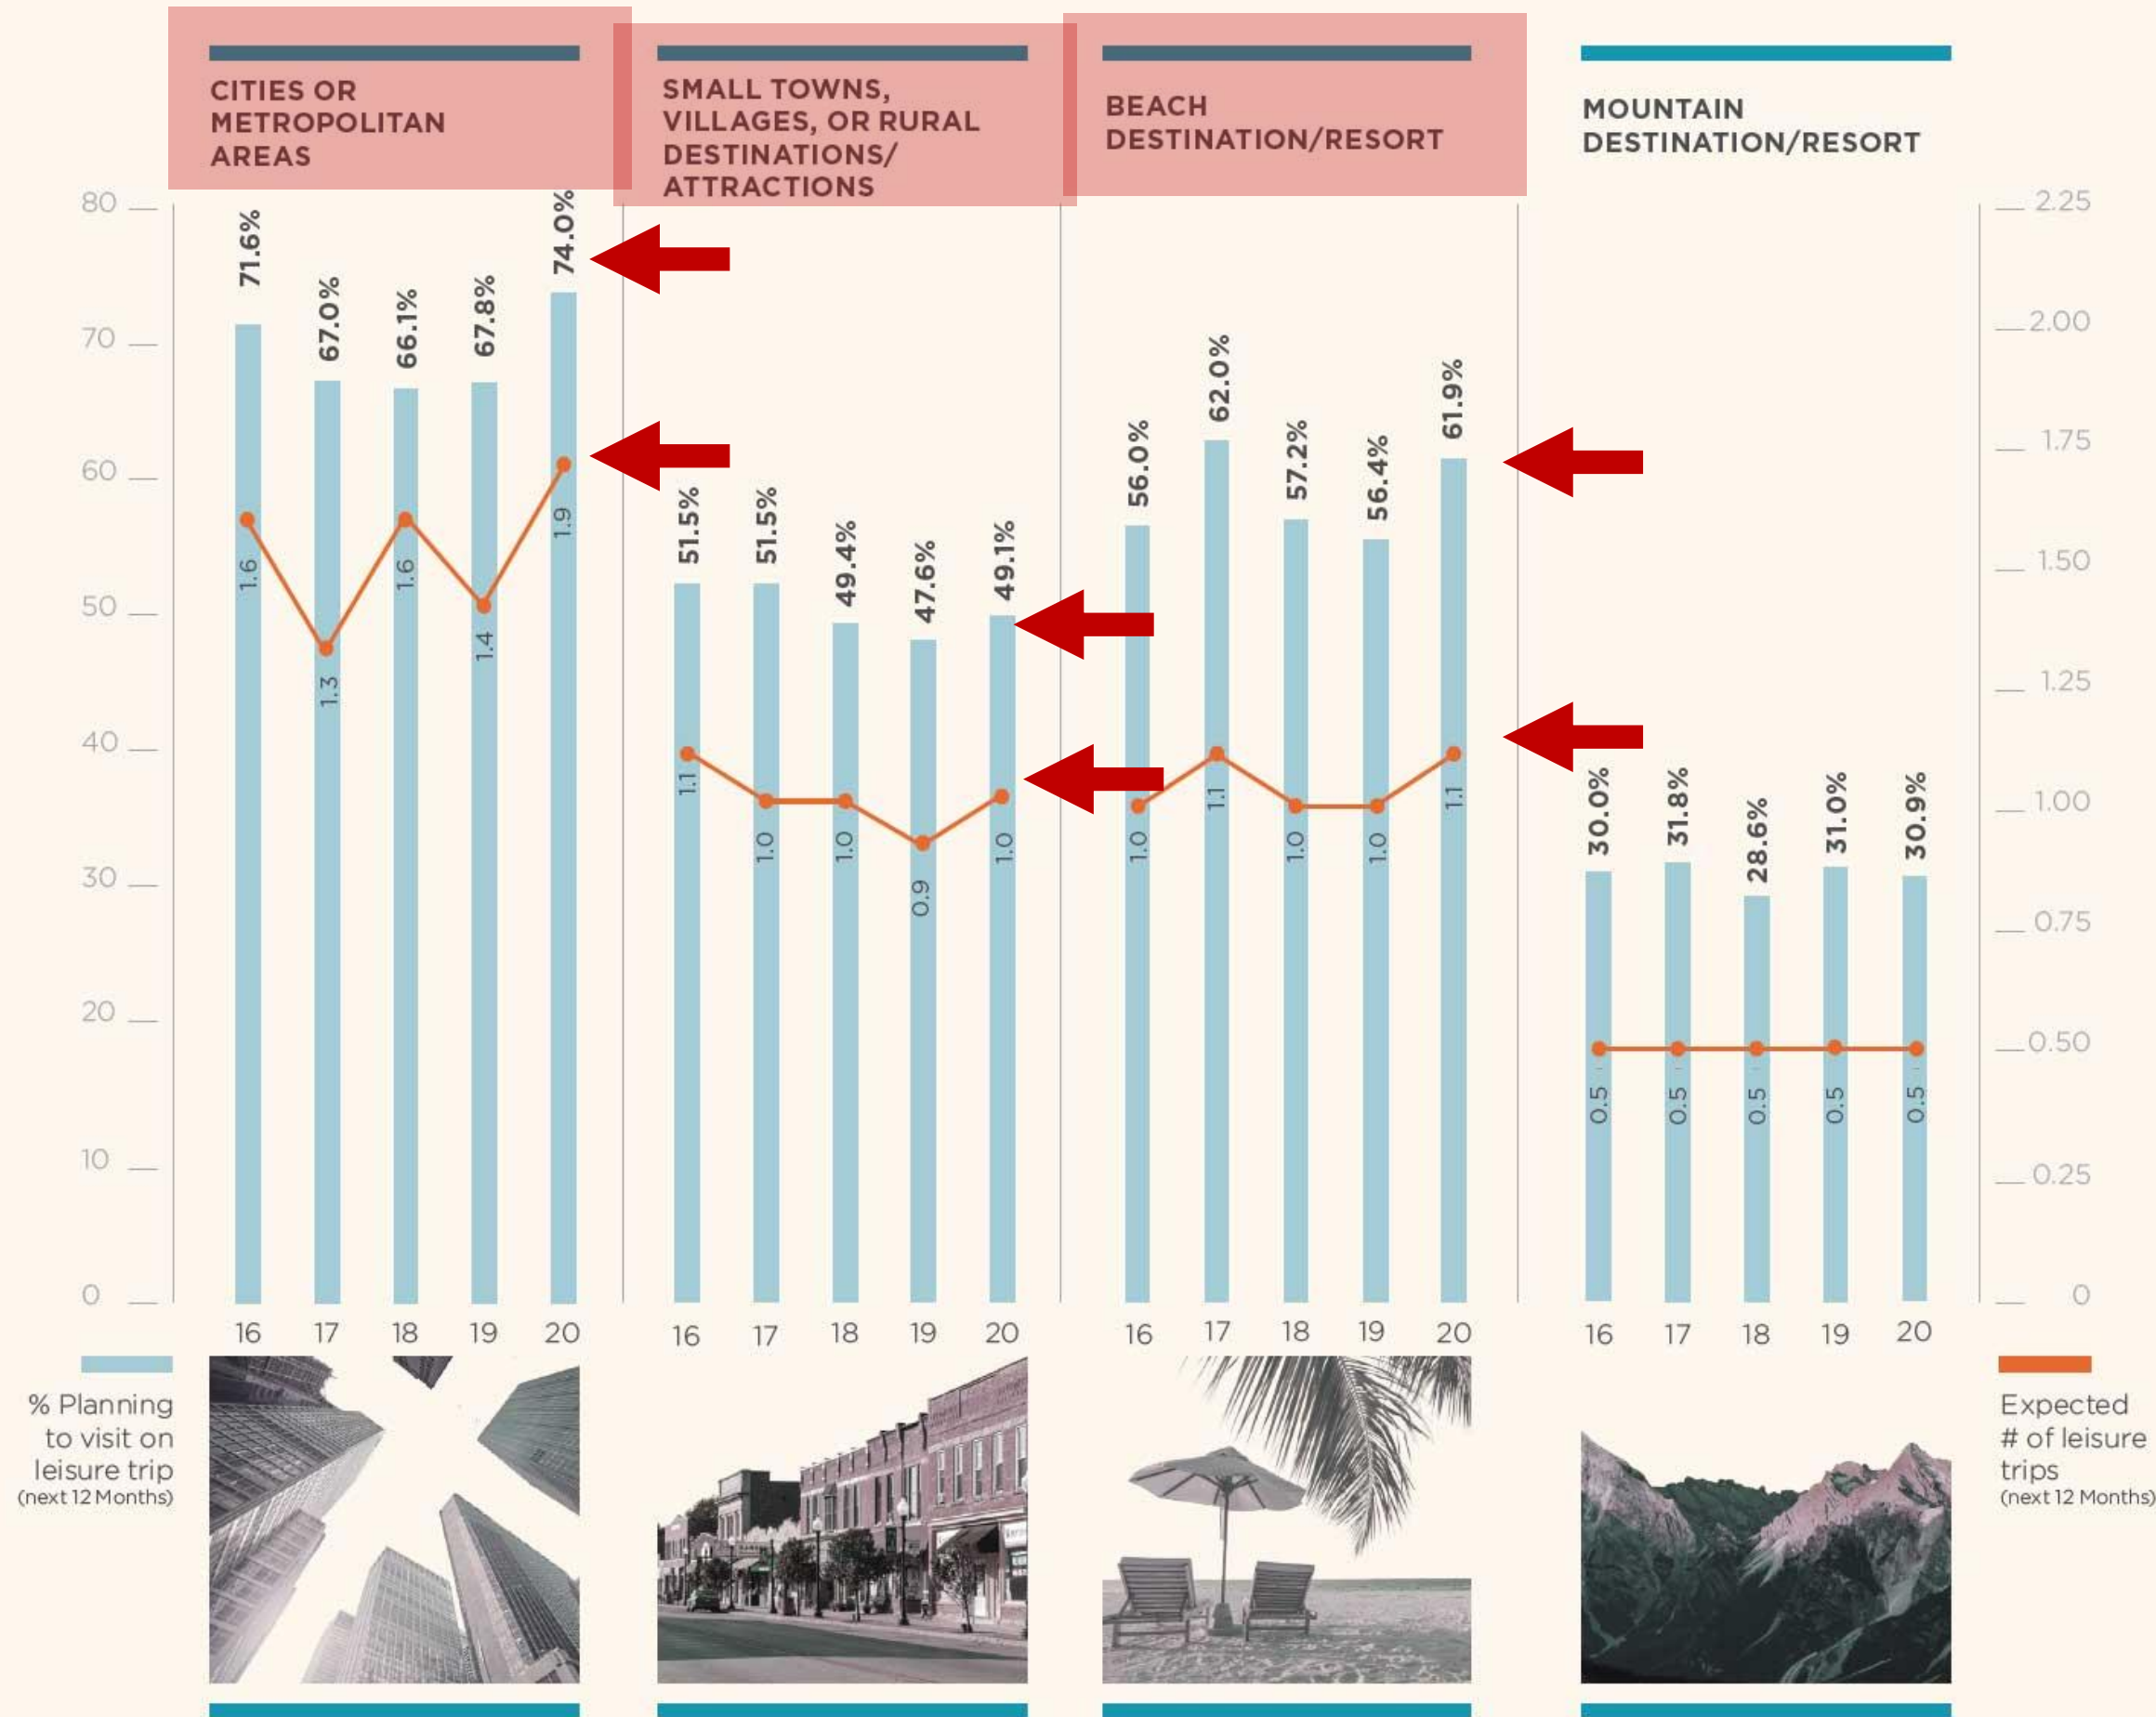 CITIES OR
METROPOLITAN
AREAS
SMALL TOWNS,
VILLAGES, OR RURAL
DESTINATIONS/
ATTRACTIONS
BEACH
DESTINATION/RESORT
MOUNTAIN
DESTINATION/RESORT
80
70
60
50
40
30
20
10
0
71.6%
67.0%
66.1%
67.8%
74.0%
1.6
1.3
1.6
1.4
1.9
16 17 18 19 20
51.5%
51.5%
49.4%
47.6%
49.1%
1.1
1.0
1.0
0.9
1.0
16 17 18 19 20
56.0%
62.0%
57.2%
56.4%
61.9%
1.0
1.1
1.0
1.0
1.1
16 17 18 19 20
30.0%
31.8%
28.6%
31.0%
30.9%
0.5
0.5
0.5
0.5
0.5
16 17 18 19 20
2.25
2.00
1.75
1.50
1.25
1.00
0.75
0.50
0.25
0
% Planning
to visit on
leisure trip
(next 12 Months)
Expected
# of leisure
trips
(next 12 Months)